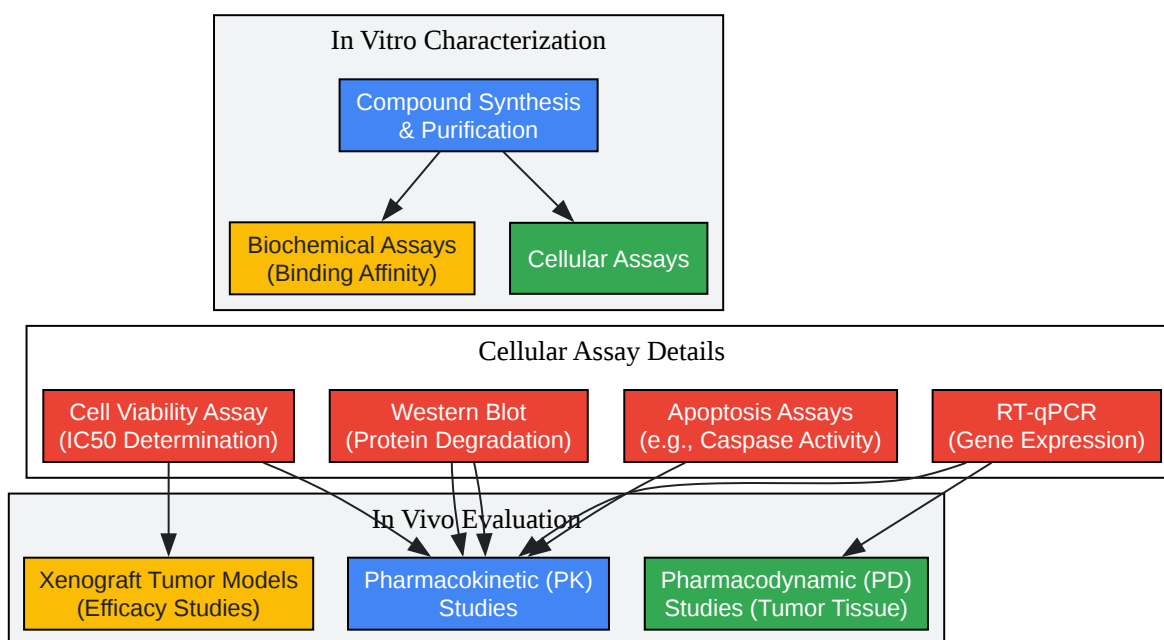 In Vitro Characterization
Compound Synthesis
& Purification
Biochemical Assays
(Binding Affinity)
Cellular Assays
Cellular Assay Details
Cell Viability Assay
(IC50 Determination)
Western Blot
(Protein Degradation)
Apoptosis Assays
(e.g., Caspase Activity)
RT-qPCR
(Gene Expression)
In Vivo Evaluation
Xenograft Tumor Models
(Efficacy Studies)
Pharmacokinetic (PK)
Studies
Pharmacodynamic (PD)
Studies (Tumor Tissue)